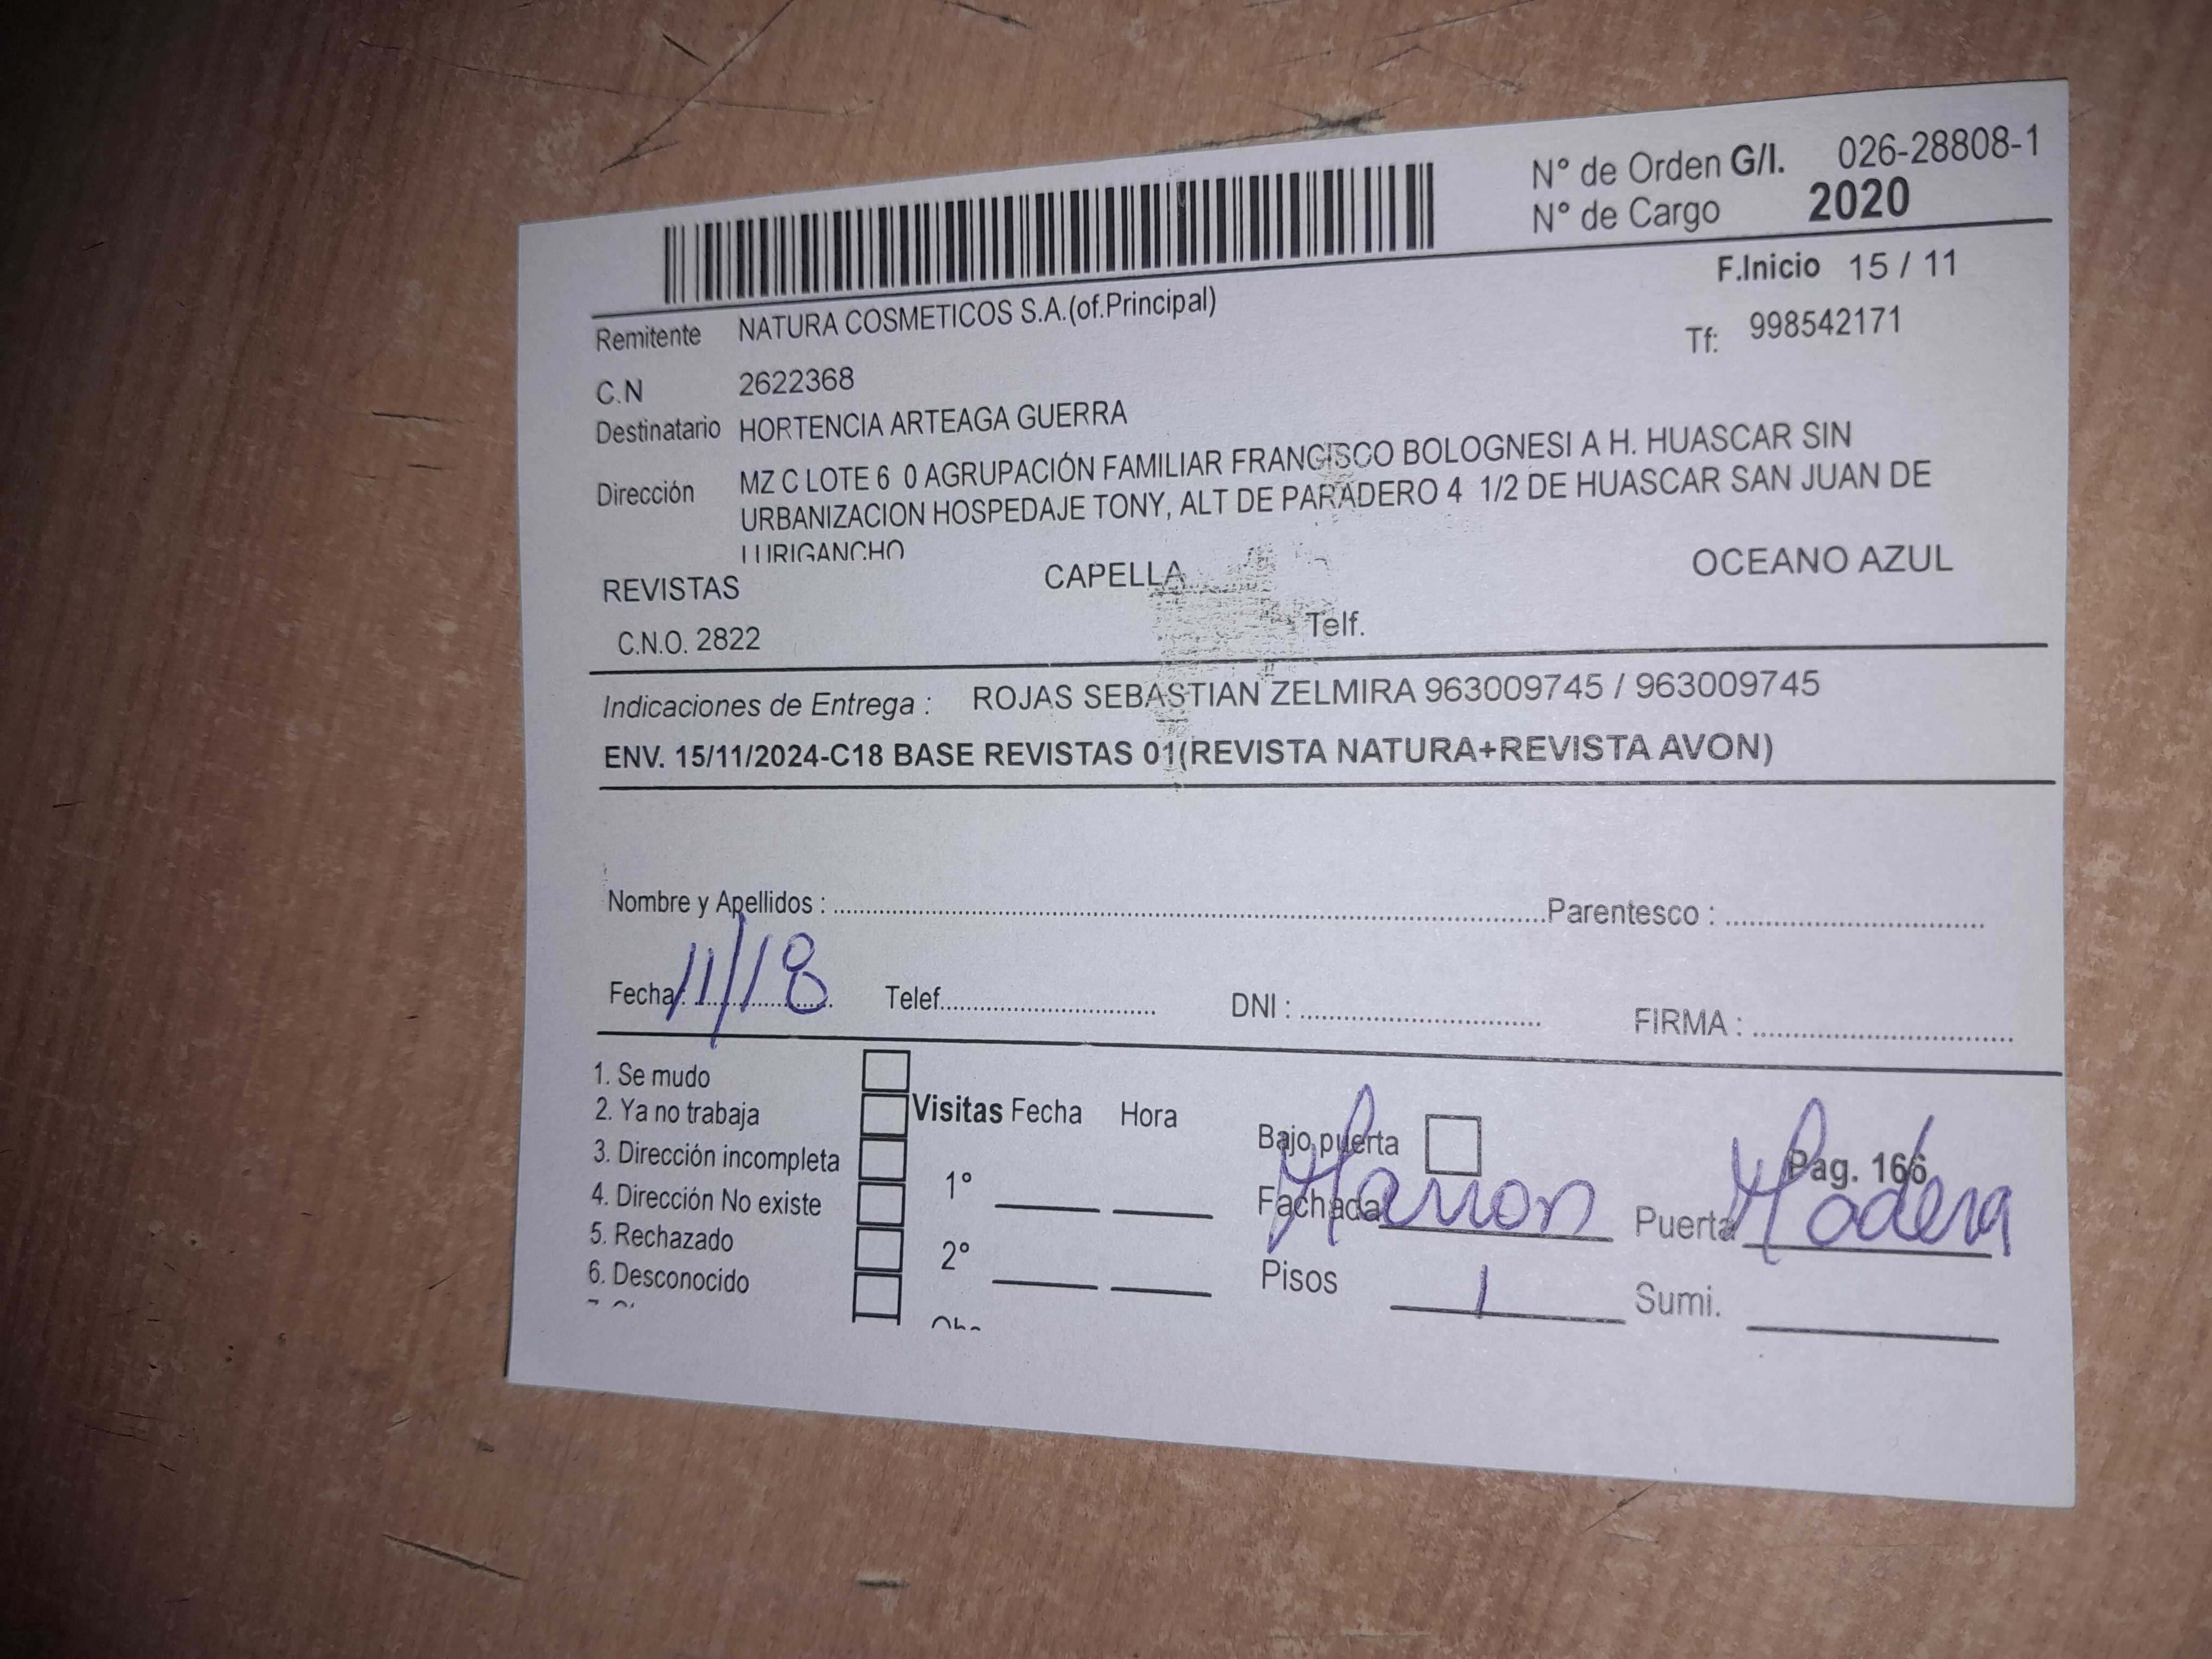 N° de Orden G/I. 026-28808-1
N° de Cargo 2020
F.Inicio 15 / 11
Remitente NATURA COSMETICOS S.A.(of.Principal)
Tf: 998542171
C.N 2622368
Destinatario HORTENCIA ARTEAGA GUERRA
Dirección MZ C LOTE 6 0 AGRUPACIÓN FAMILIAR FRANCISCO BOLOGNESI A H. HUASCAR SIN
URBANIZACION HOSPEDAJE TONY, ALT DE PARADERO 4 1/2 DE HUASCAR SAN JUAN DE
LURIGANCHO
REVISTAS CAPELLA OCEANO AZUL
C.N.O. 2822 Telf.
Indicaciones de Entrega : ROJAS SEBASTIAN ZELMIRA 963009745 / 963009745
ENV. 15/11/2024-C18 BASE REVISTAS 01(REVISTA NATURA+REVISTA AVON)
Nombre y Apellidos : Parentesco :
Fecha: 11/18 Telef. DNI : FIRMA :
1. Se mudo
2. Ya no trabaja
3. Dirección incompleta
4. Dirección No existe
5. Rechazado
6. Desconocido
Visitas Fecha Hora
1°
2°
Bajo puerta
Pag. 166
Fachada Marron Puerta Madera
Pisos 1 Sumi.